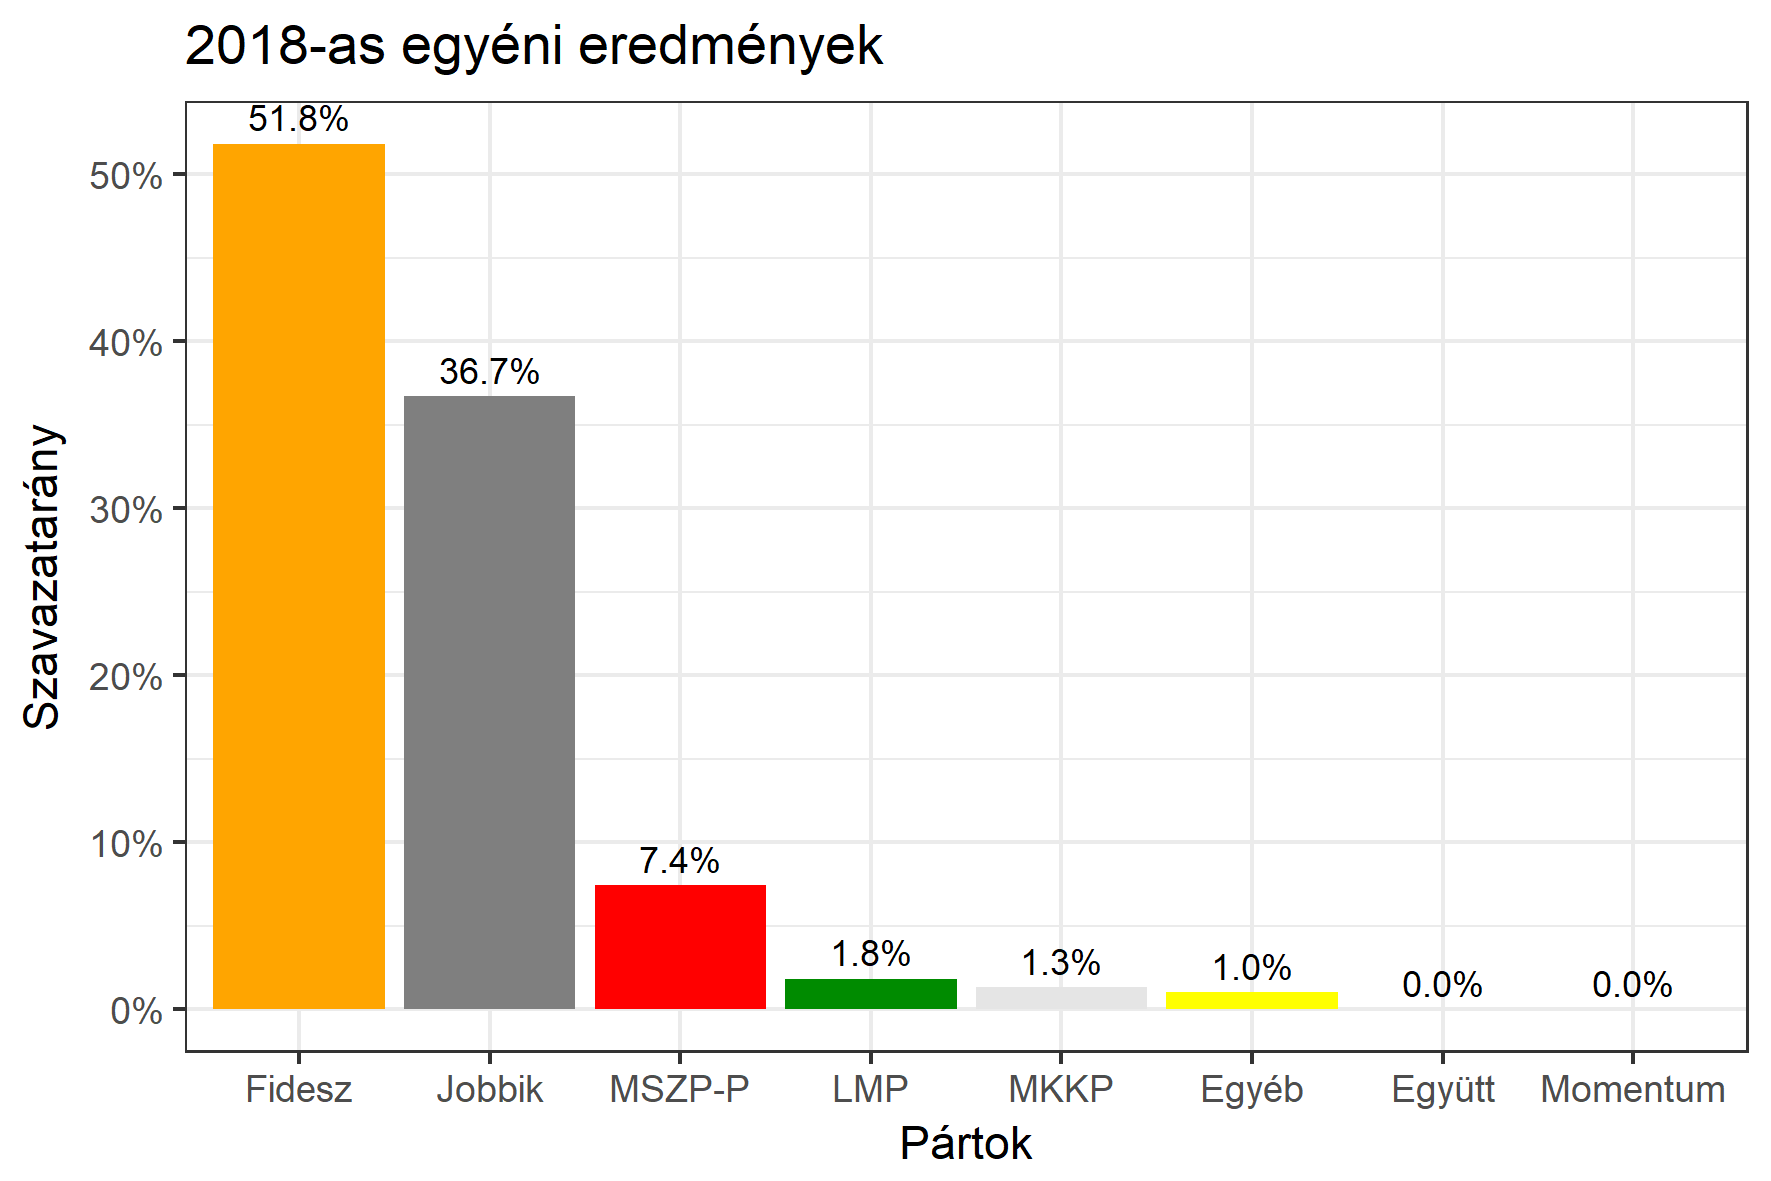 2018-as egyéni eredmények
51.8%
36.7%
7.4%
1.8%
1.3%
1.0%
0.0%
0.0%
50%
40%
30%
20%
10%
0%
Szavazatarány
Fidesz
Jobbik
MSZP-P
LMP
MKKP
Egyéb
Együtt
Momentum
Pártok